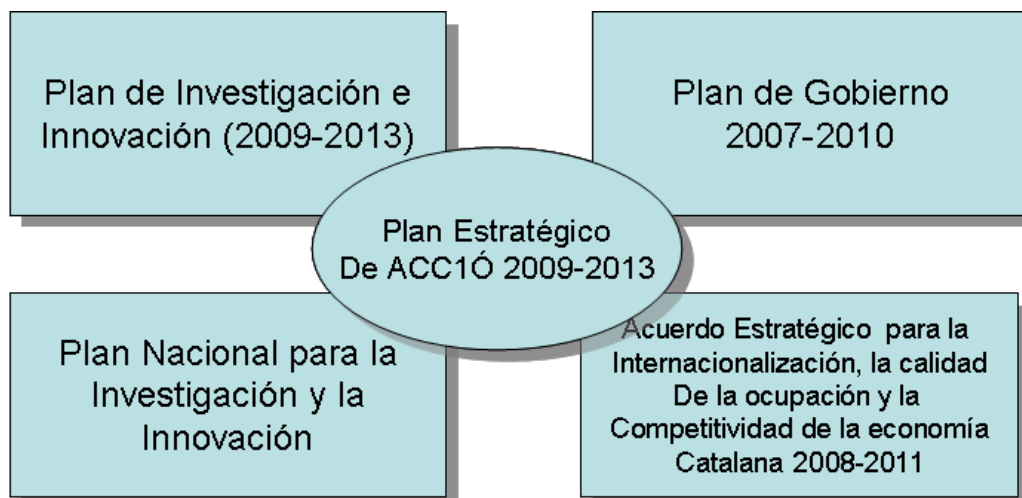 Plan de Investigación e
Innovación (2009-2013)
Plan de Gobierno
2007-2010
Plan Estratégico
De ACC1Ó 2009-2013
Plan Nacional para la
Investigación y la
Innovación
Acuerdo Estratégico para la
Internacionalización, la calidad
De la ocupación y la
Competitividad de la economía
Catalana 2008-2011